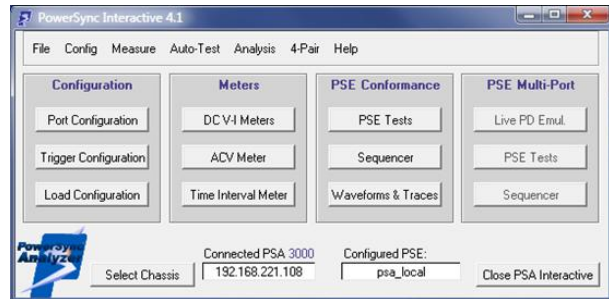 PowerSync Interactive 4.1
File Config Measure Auto-Test Analysis 4-Pair Help
Configuration Meters PSE Conformance PSE Multi-Port
Port Configuration DC V-I Meters PSE Tests Live PD Emul.
Trigger Configuration ACV Meter Sequencer PSE Tests
Load Configuration Time Interval Meter Waveforms & Traces Sequencer
PowerSync
Analyzer
Connected PSA 3000 Configured PSE:
Select Chassis 192.168.221.108 psa_local Close PSA Interactive